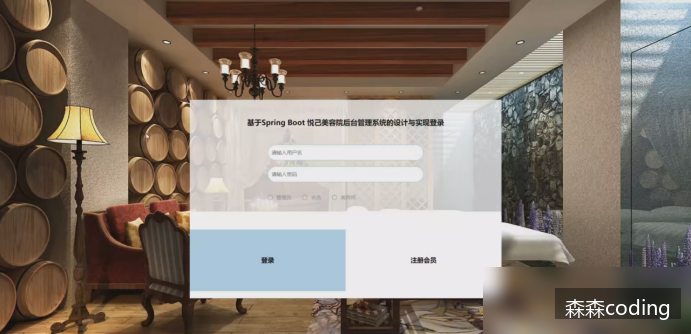 基于Spring Boot 悦己美容院后台管理系统的设计与实现登录
请输入用户名
请输入密码
管理员 会员 美容师
登录 注册会员
森森coding